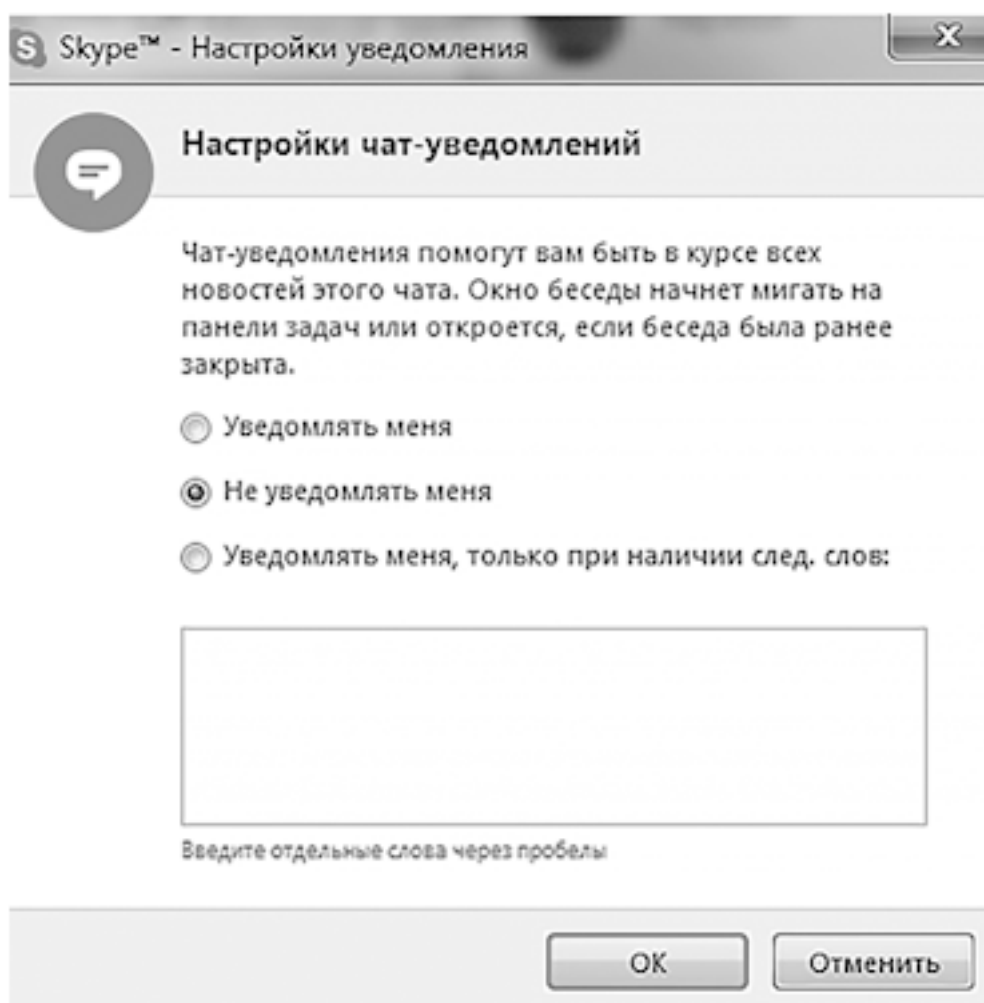 Skype™ - Настройки уведомления
Настройки чат-уведомлений
Чат-уведомления помогут вам быть в курсе всех
новостей этого чата. Окно беседы начнет мигать на
панели задач или откроется, если беседа была ранее
закрыта.
Уведомлять меня
Не уведомлять меня
Уведомлять меня, только при наличии след. слов:
Введите отдельные слова через пробелы
ОК Отменить